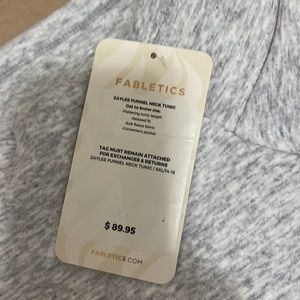 FABLETICS
ZAYLEE FUNNEL NECK TUNIC
Get to know me:
-Flattering tunic length
-Relaxed fit
-Soft fleece fabric
-Convenient pocket
TAG MUST REMAIN ATTACHED
FOR EXCHANGES & RETURNS
ZAYLEE FUNNEL NECK TUNIC | XXL/14-16
$ 89.95
FABLETICS.COM